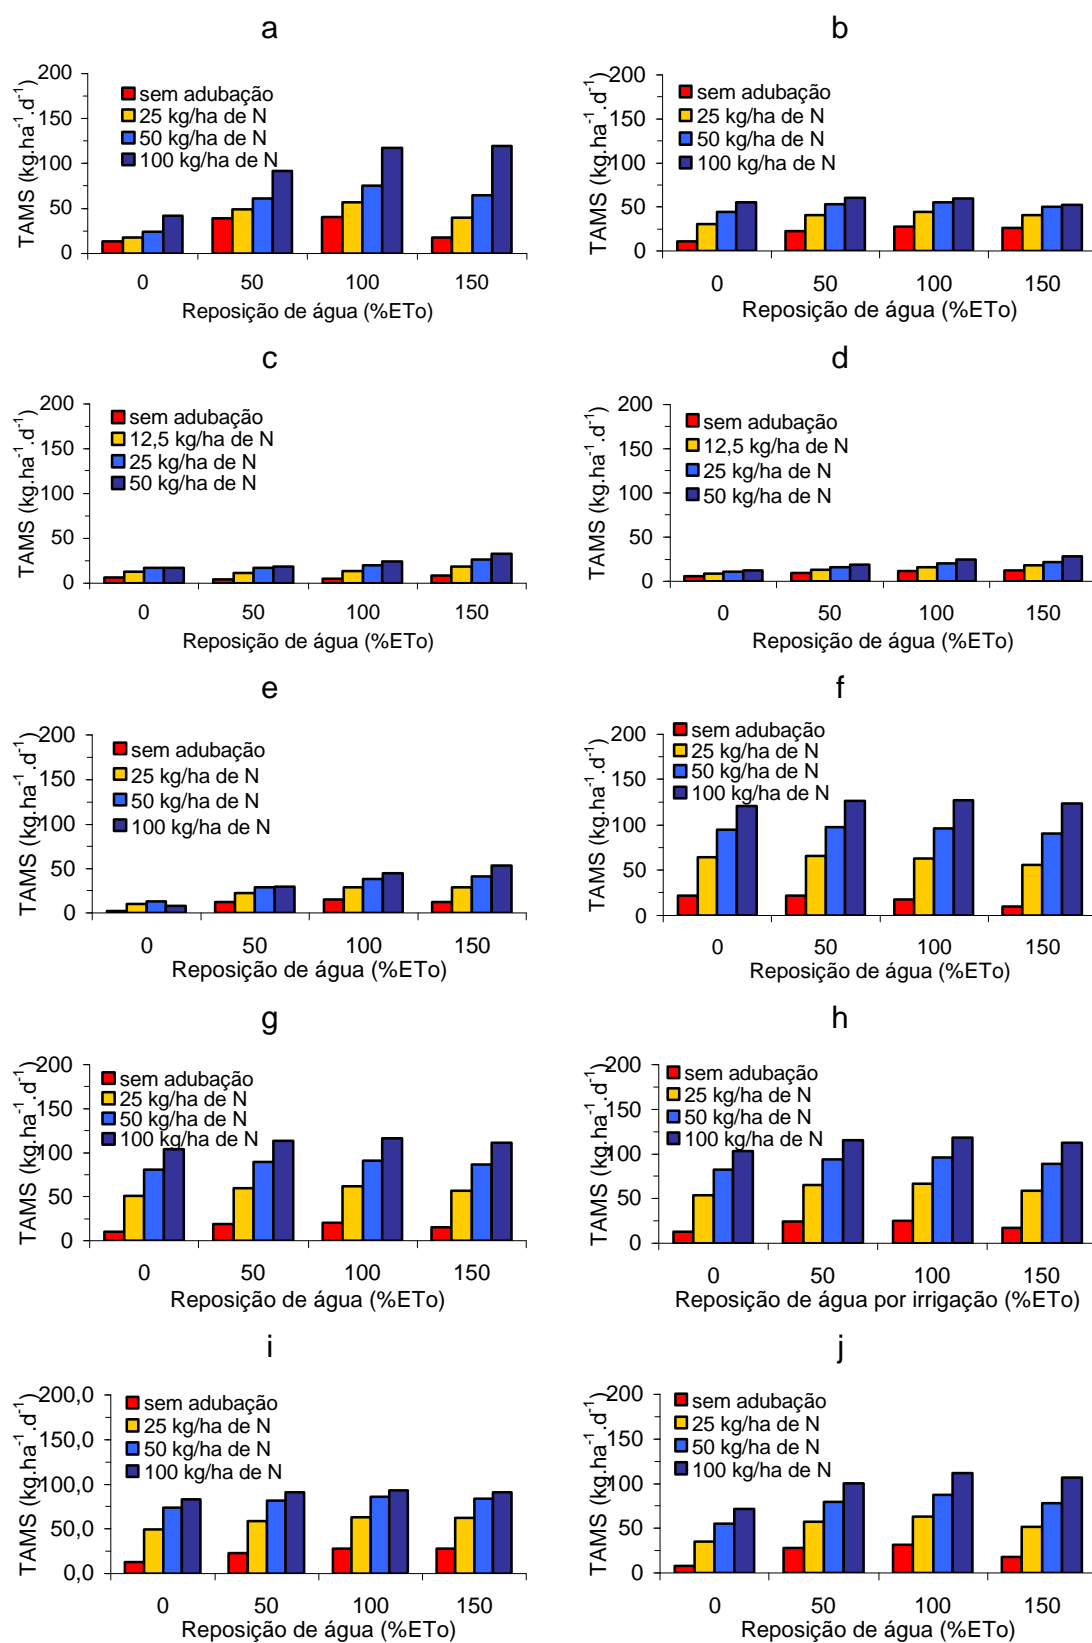 a
TAMS (kg.ha-1.d-1)
200
150
100
50
0
sem adubação
25 kg/ha de N
50 kg/ha de N
100 kg/ha de N
0 50 100 150
Reposição de água (%ETo)
b
TAMS (kg.ha-1.d-1)
200
150
100
50
0
sem adubação
25 kg/ha de N
50 kg/ha de N
100 kg/ha de N
0 50 100 150
Reposição de água (%ETo)
c
TAMS (kg.ha-1.d-1)
200
150
100
50
0
sem adubação
12,5 kg/ha de N
25 kg/ha de N
50 kg/ha de N
0 50 100 150
Reposição de água (%ETo)
d
TAMS (kg.ha-1.d-1)
200
150
100
50
0
sem adubação
12,5 kg/ha de N
25 kg/ha de N
50 kg/ha de N
0 50 100 150
Reposição de água (%ETo)
e
TAMS (kg.ha-1.d-1)
200
150
100
50
0
sem adubação
25 kg/ha de N
50 kg/ha de N
100 kg/ha de N
0 50 100 150
Reposição de água (%ETo)
f
TAMS (kg.ha-1.d-1)
200
150
100
50
0
sem adubação
25 kg/ha de N
50 kg/ha de N
100 kg/ha de N
0 50 100 150
Reposição de água (%ETo)
g
TAMS (kg.ha-1.d-1)
200
150
100
50
0
sem adubação
25 kg/ha de N
50 kg/ha de N
100 kg/ha de N
0 50 100 150
Reposição de água (%ETo)
h
TAMS (kg.ha-1.d-1)
200
150
100
50
0
sem adubação
25 kg/ha de N
50 kg/ha de N
100 kg/ha de N
0 50 100 150
Reposição de água por irrigação (%ETo)
i
TAMS (kg.ha-1.d-1)
200,0
150,0
100,0
50,0
0,0
sem adubação
25 kg/ha de N
50 kg/ha de N
100 kg/ha de N
0 50 100 150
Reposição de água (%ETo)
j
TAMS (kg.ha-1.d-1)
200
150
100
50
0
sem adubação
25 kg/ha de N
50 kg/ha de N
100 kg/ha de N
0 50 100 150
Reposição de água (%ETo)